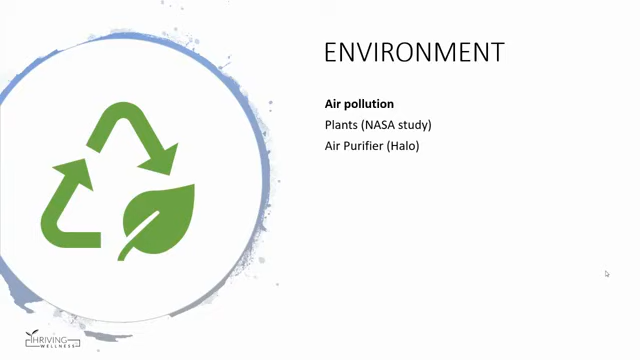 ENVIRONMENT
Air pollution
Plants (NASA study)
Air Purifier (Halo)
THRIVING
WELLNESS